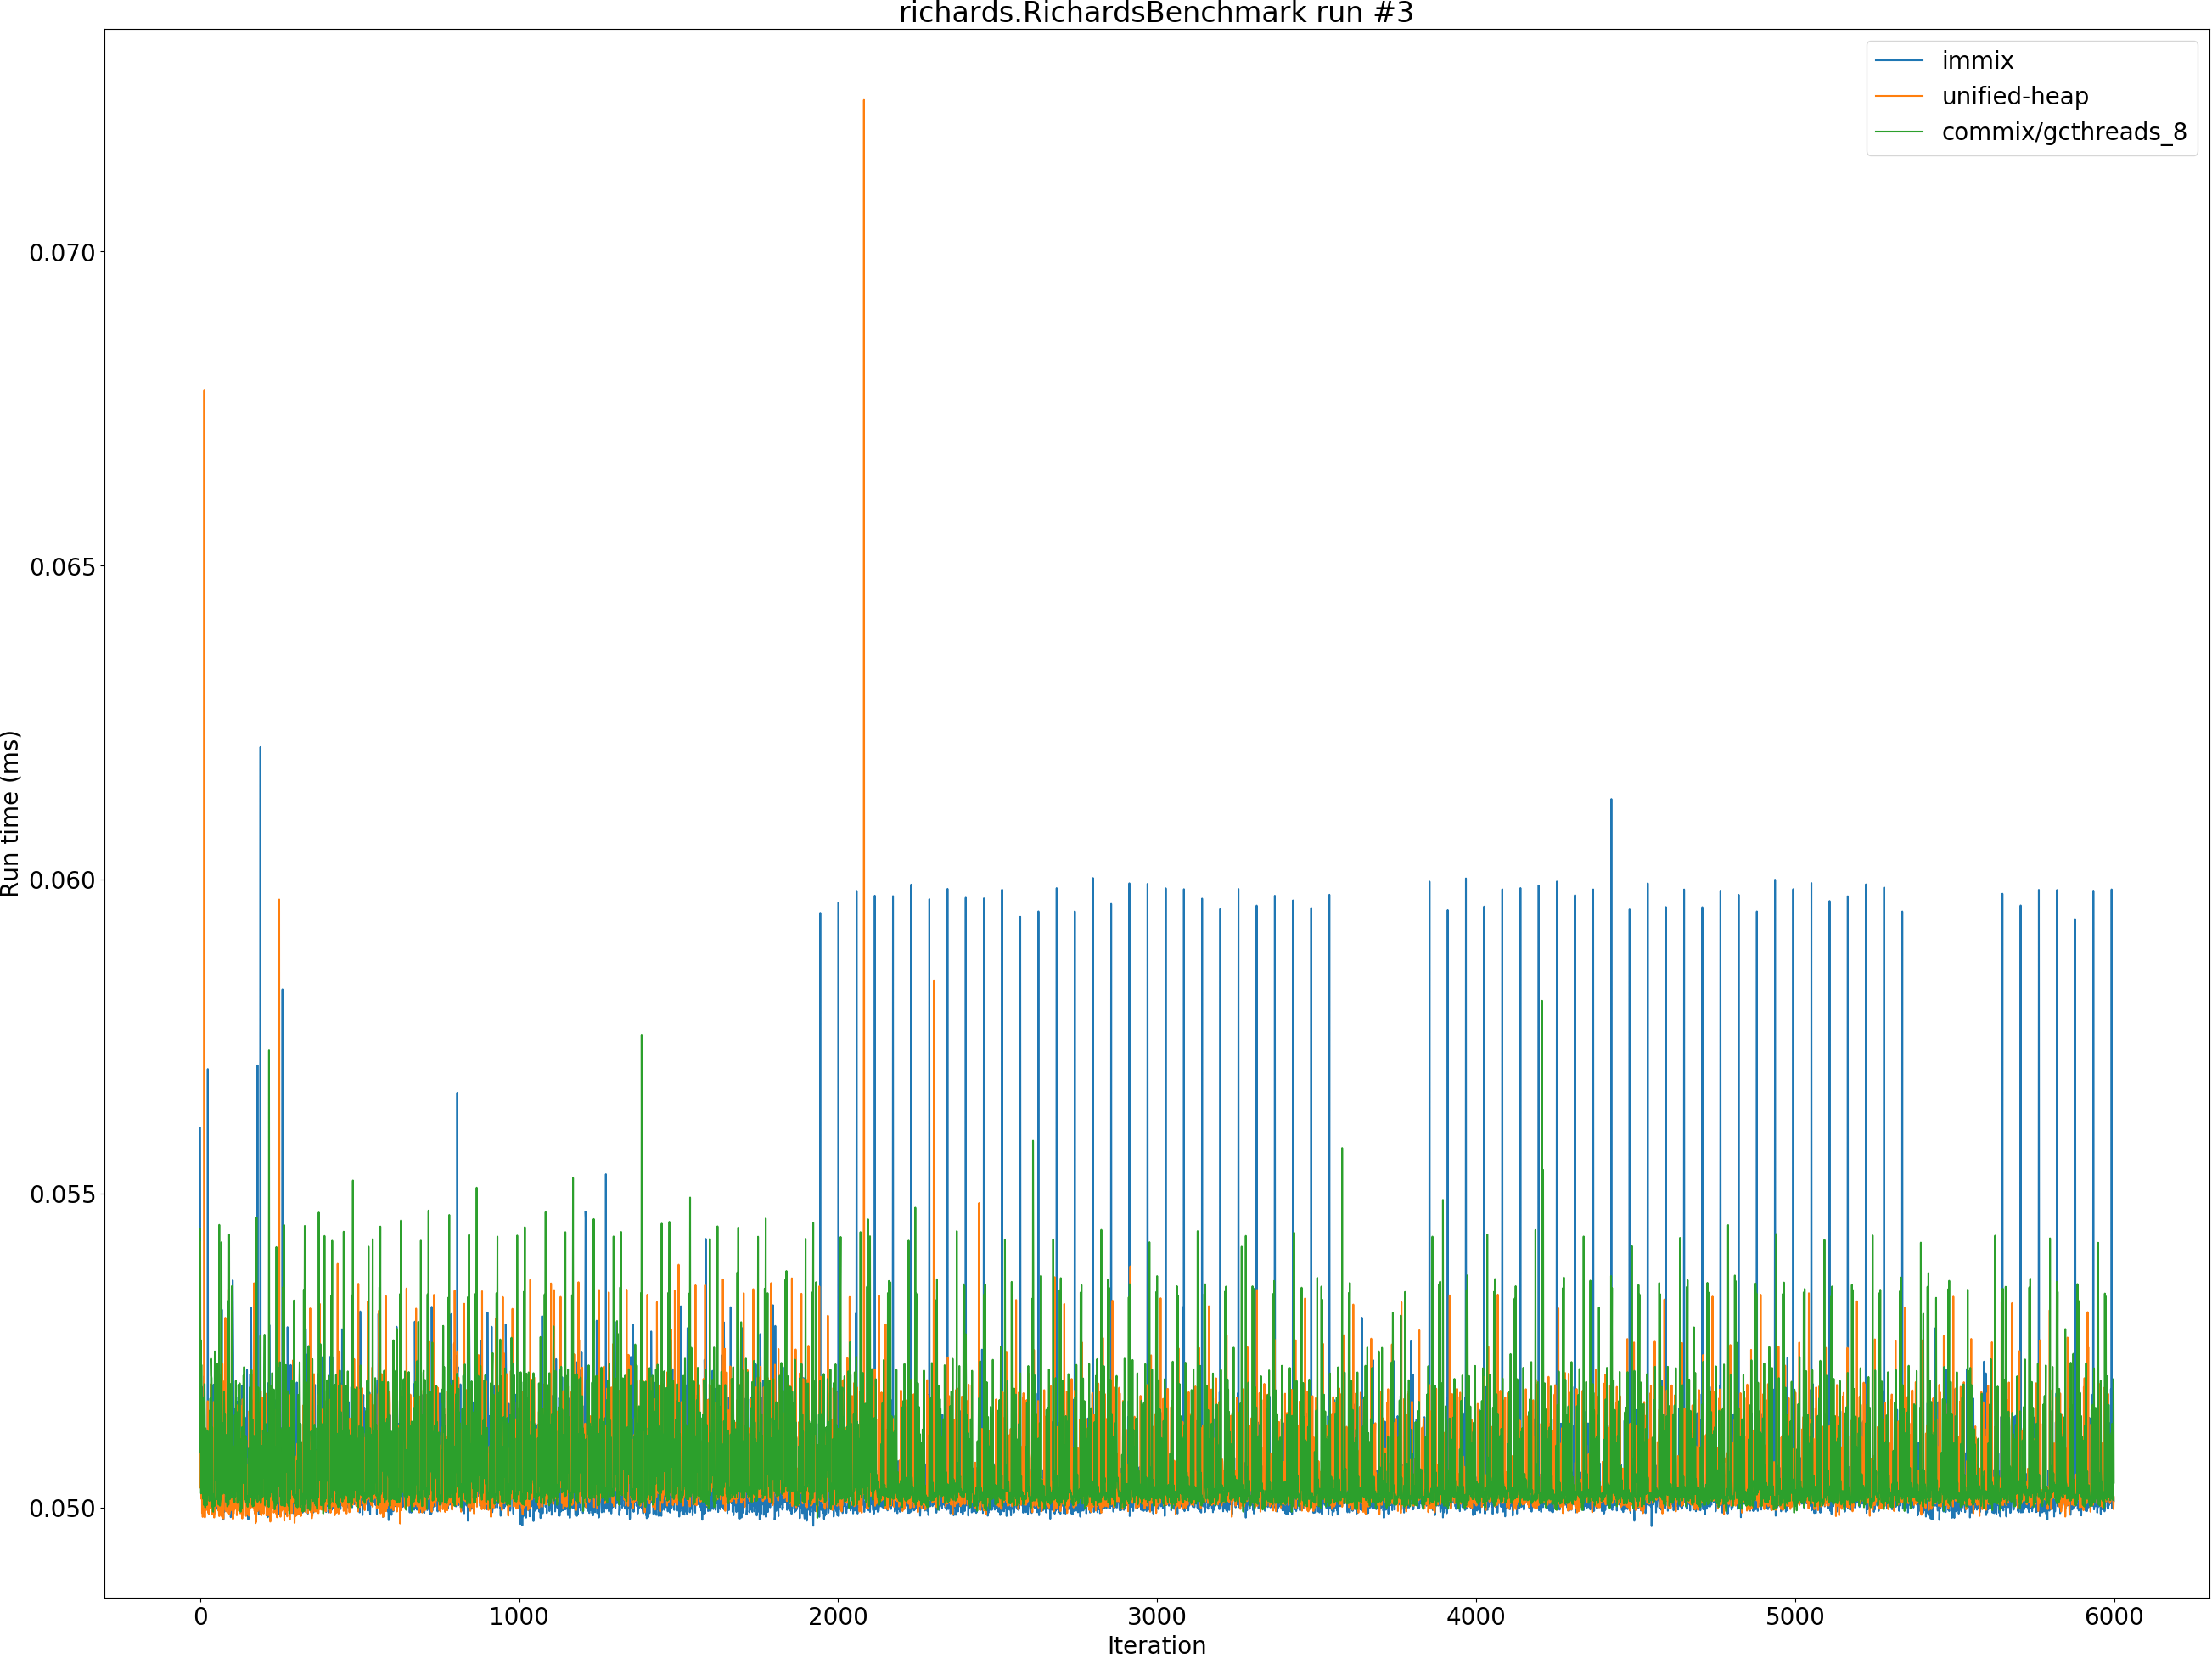 richards.RichardsBenchmark run #3
immix
unified-heap
commix/gcthreads_8
Run time (ms)
0.070
0.065
0.060
0.055
0.050
0 1000 2000 3000 4000 5000 6000
Iteration